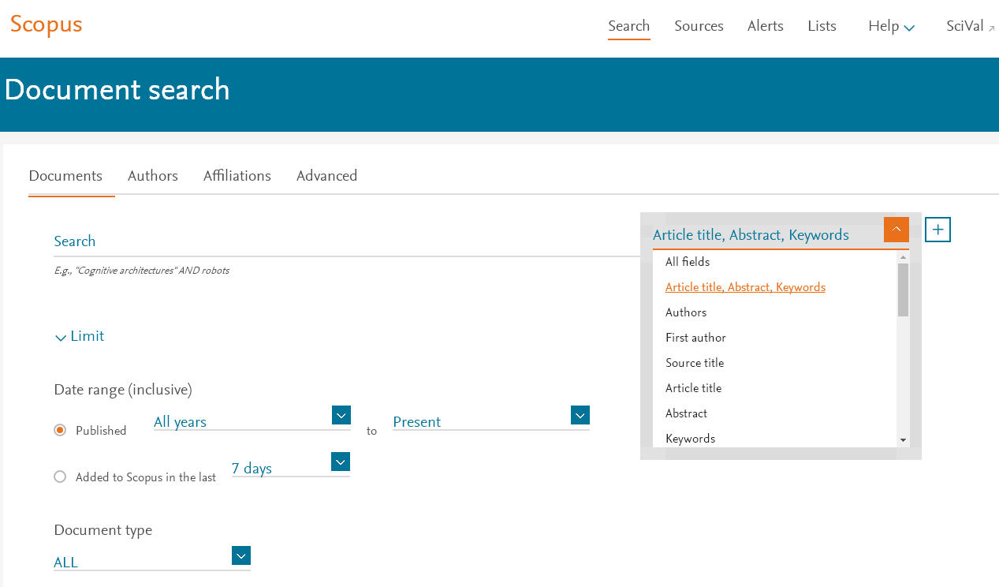 Scopus
Search Sources Alerts Lists Help SciVal
Document search
Documents Authors Affiliations Advanced
Search
E.g., "Cognitive architectures" AND robots
Article title, Abstract, Keywords
All fields
Article title, Abstract, Keywords
Authors
First author
Source title
Article title
Abstract
Keywords
Limit
Date range (inclusive)
Published All years to Present
Added to Scopus in the last 7 days
Document type
ALL